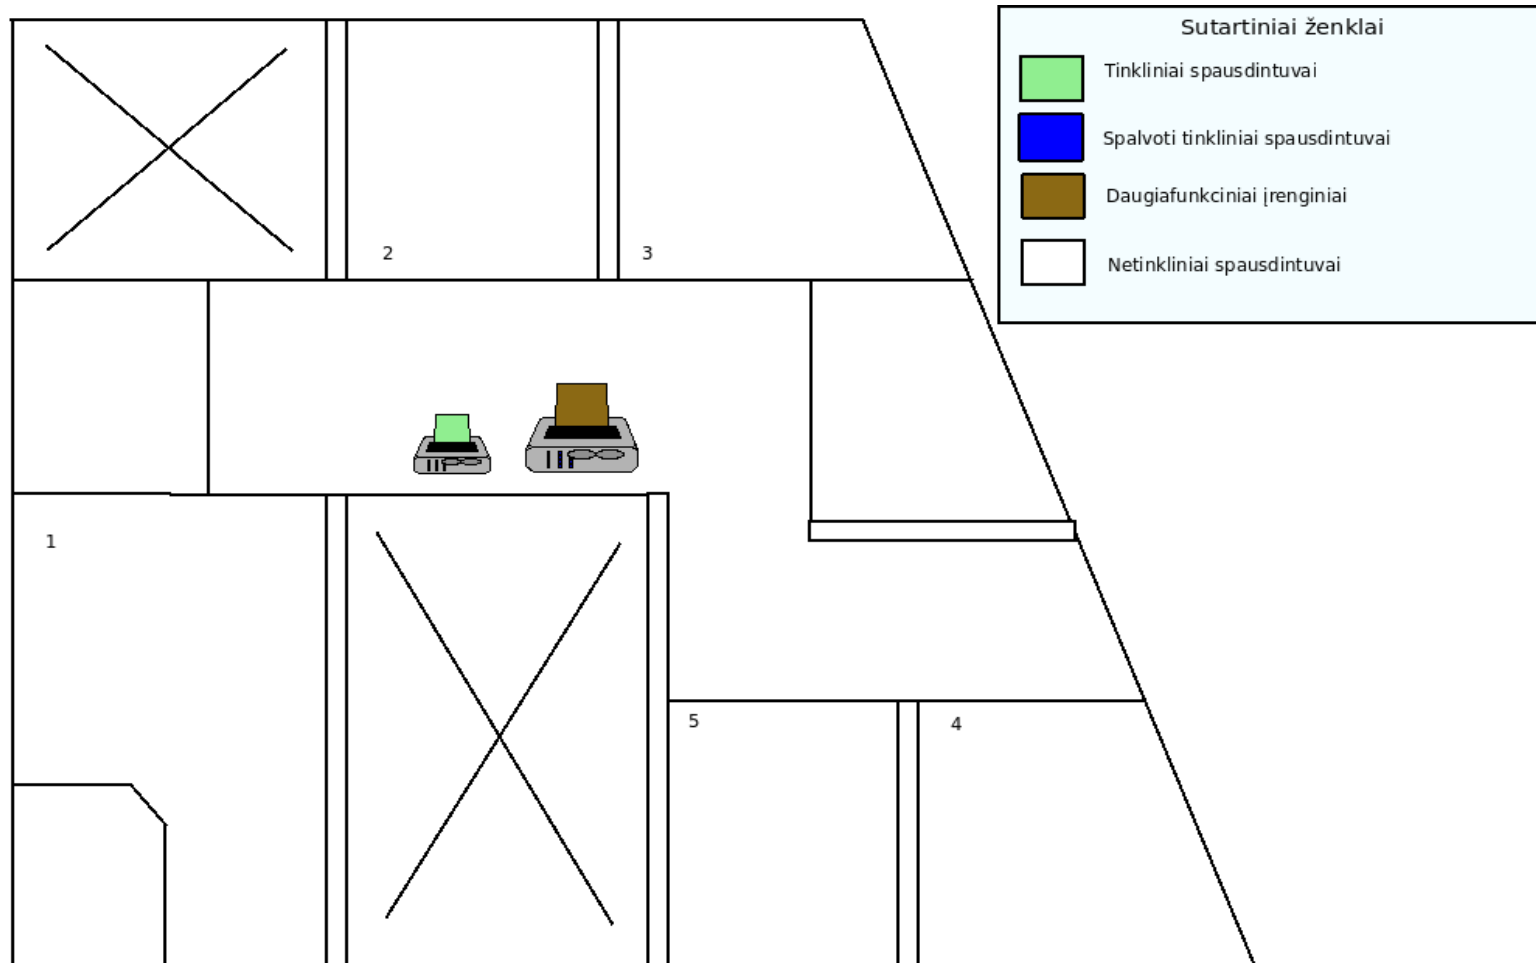 Sutartiniai ženklai
Tinkliniai spausdintuvai
Spalvoti tinkliniai spausdintuvai
Daugiafunkciniai įrenginiai
Netinkliniai spausdintuvai
2
3
1
5
4